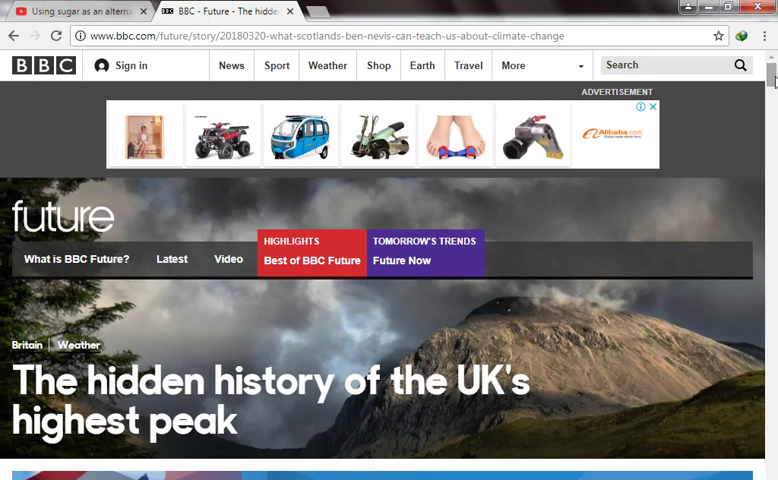 Using sugar as an alterna
BBC - Future - The hidden
www.bbc.com/future/story/20180320-what-scotlands-ben-nevis-can-teach-us-about-climate-change
BBC Sign in News Sport Weather Shop Earth Travel More Search
ADVERTISEMENT
Alibaba.com
future
HIGHLIGHTS TOMORROW'S TRENDS
What is BBC Future? Latest Video Best of BBC Future Future Now
Britain Weather
The hidden history of the UK's
highest peak